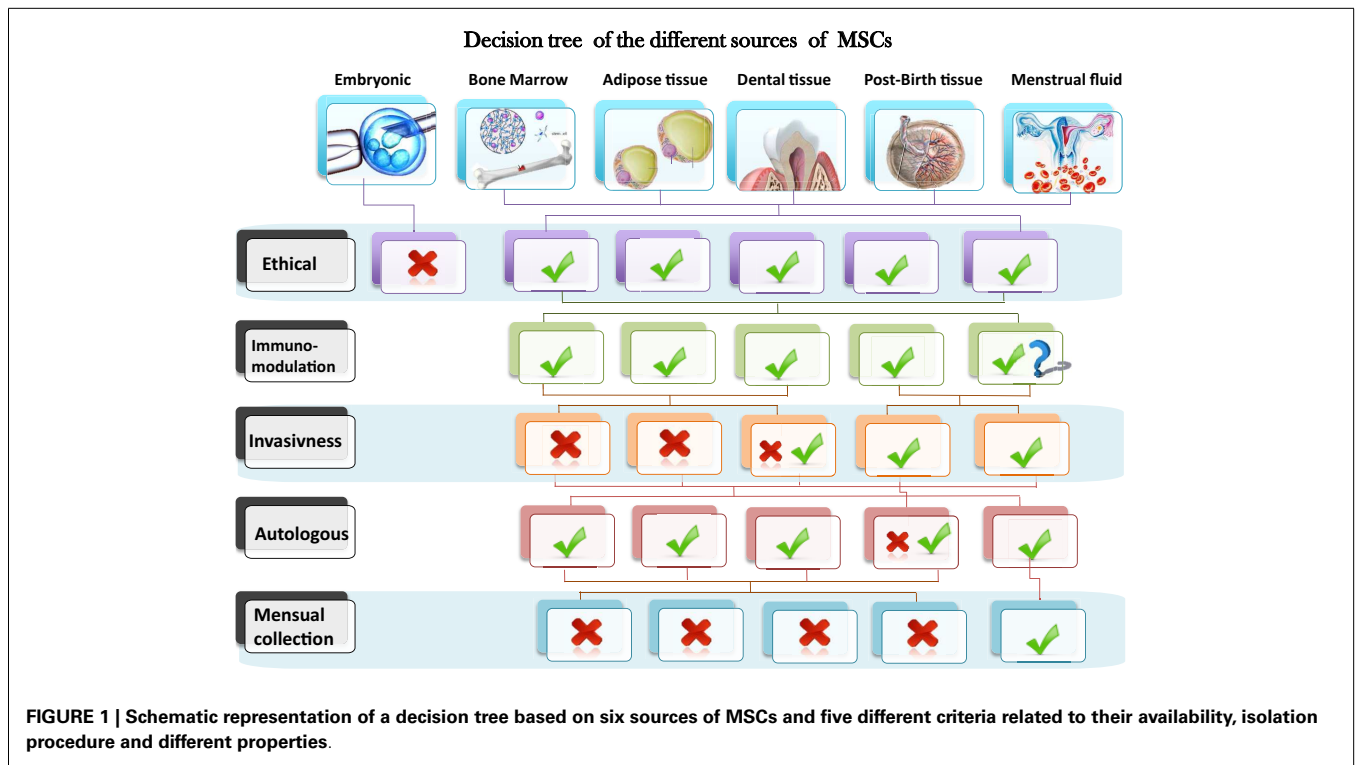 Decision tree of the different sources of MSCs
Embryonic Bone Marrow Adipose tissue Dental tissue Post-Birth tissue Menstrual fluid
Ethical
Immuno-
modulation
?
Invasivness
Autologous
Mensual
collection
FIGURE 1 | Schematic representation of a decision tree based on six sources of MSCs and five different criteria related to their availability, isolation
procedure and different properties.